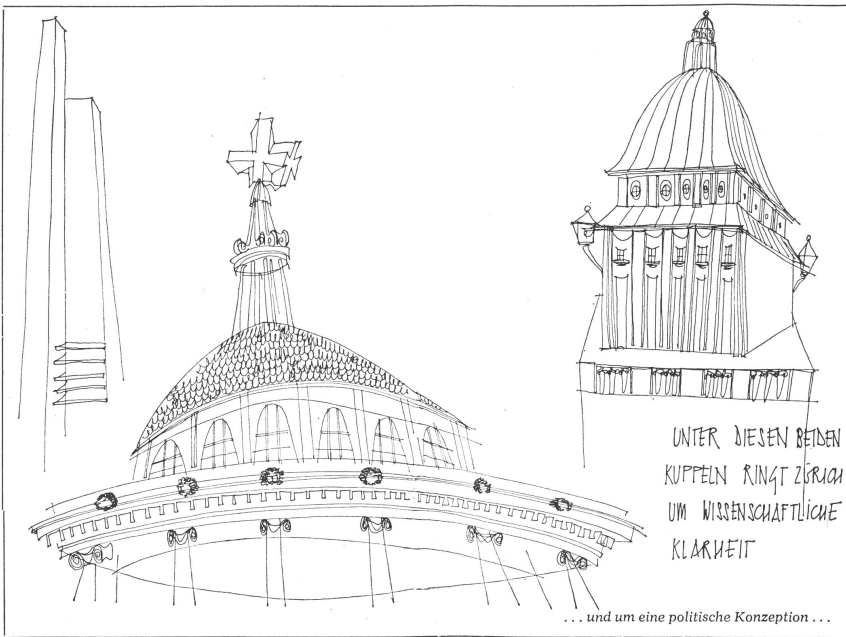 UNTER DIESEN BEIDEN
KUPPELN RINGT ZÜRICH
UM WISSENSCHAFTLICHE
KLARHEIT
... und um eine politische Konzeption ...